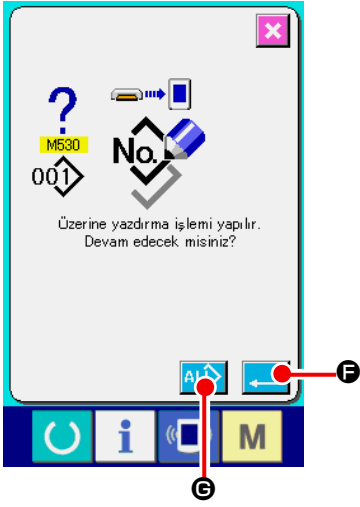 ?
M530
No.
001
Üzerine yazdırma işlemi yapılır.
Devam edecek misiniz?
ALL
F
i
M
G